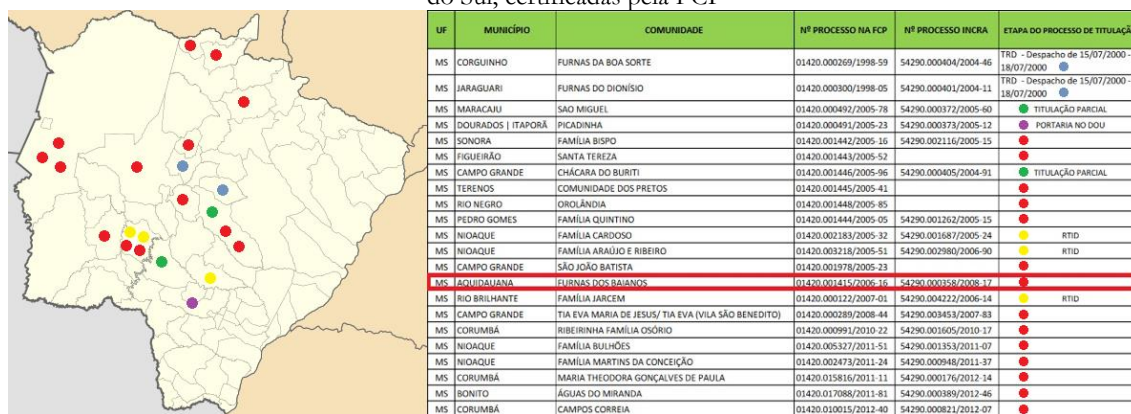 do Sul, certificadas pela FCP
UF MUNICÍPIO COMUNIDADE Nº PROCESSO NA FCP Nº PROCESSO INCRA ETAPA DO PROCESSO DE TITULAÇÃ
MS CORGUINHO FURNAS DA BOA SORTE 01420.000269/1998-59 54290.000404/2004-46 TRD - Despacho de 15/07/2000 -
18/07/2000
MS JARAGUARI FURNAS DO DIONÍSIO 01420.000300/1998-05 54290.000401/2004-11 TRD - Despacho de 15/07/2000 -
18/07/2000
MS MARACAJU SAO MIGUEL 01420.000492/2005-78 54290.000372/2005-60 TITULAÇÃO PARCIAL
MS DOURADOS | ITAPORÃ PICADINHA 01420.000491/2005-23 54290.000373/2005-12 PORTARIA NO DOU
MS SONORA FAMÍLIA BISPO 01420.001442/2005-16 54290.002116/2005-15
MS FIGUEIRÃO SANTA TEREZA 01420.001443/2005-52
MS CAMPO GRANDE CHÁCARA DO BURITI 01420.001446/2005-96 54290.000405/2004-91 TITULAÇÃO PARCIAL
MS TERENOS COMUNIDADE DOS PRETOS 01420.001445/2005-41
MS RIO NEGRO OROLÂNDIA 01420.001448/2005-85
MS PEDRO GOMES FAMÍLIA QUINTINO 01420.001444/2005-05 54290.001262/2005-15
MS NIOAQUE FAMÍLIA CARDOSO 01420.002183/2005-32 54290.001687/2005-24 RTID
MS NIOAQUE FAMÍLIA ARAÚJO E RIBEIRO 01420.003218/2005-51 54290.002980/2006-90 RTID
MS CAMPO GRANDE SÃO JOÃO BATISTA 01420.001978/2005-23
MS AQUIDAUANA FURNAS DOS BAIANOS 01420.001415/2006-16 54290.000358/2008-17
MS RIO BRILHANTE FAMÍLIA JARCEM 01420.000122/2007-01 54290.004222/2006-14 RTID
MS CAMPO GRANDE TIA EVA MARIA DE JESUS/ TIA EVA (VILA SÃO BENEDITO) 01420.000289/2008-44 54290.003453/2007-83
MS CORUMBÁ RIBEIRINHA FAMÍLIA OSÓRIO 01420.000991/2010-22 54290.001605/2010-17
MS NIOAQUE FAMÍLIA BULHÕES 01420.005327/2011-51 54290.001353/2011-07
MS NIOAQUE FAMÍLIA MARTINS DA CONCEIÇÃO 01420.002473/2011-24 54290.000948/2011-37
MS CORUMBÁ MARIA THEODORA GONÇALVES DE PAULA 01420.015816/2011-11 54290.000176/2012-14
MS BONITO ÁGUAS DO MIRANDA 01420.017088/2011-81 54290.000389/2012-46
MS CORUMBÁ CAMPOS CORREIA 01420.010015/2012-40 54290.000821/2012-07